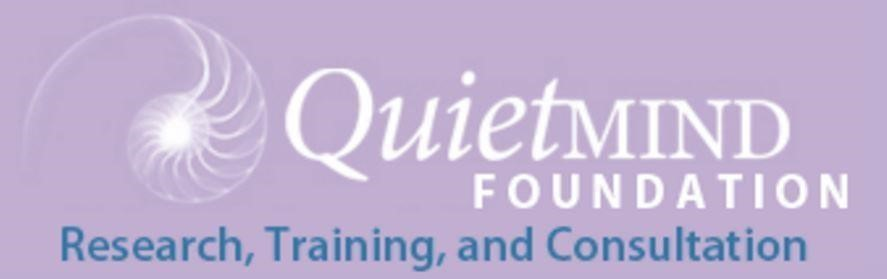 QuietMIND
FOUNDATION
Research, Training, and Consultation